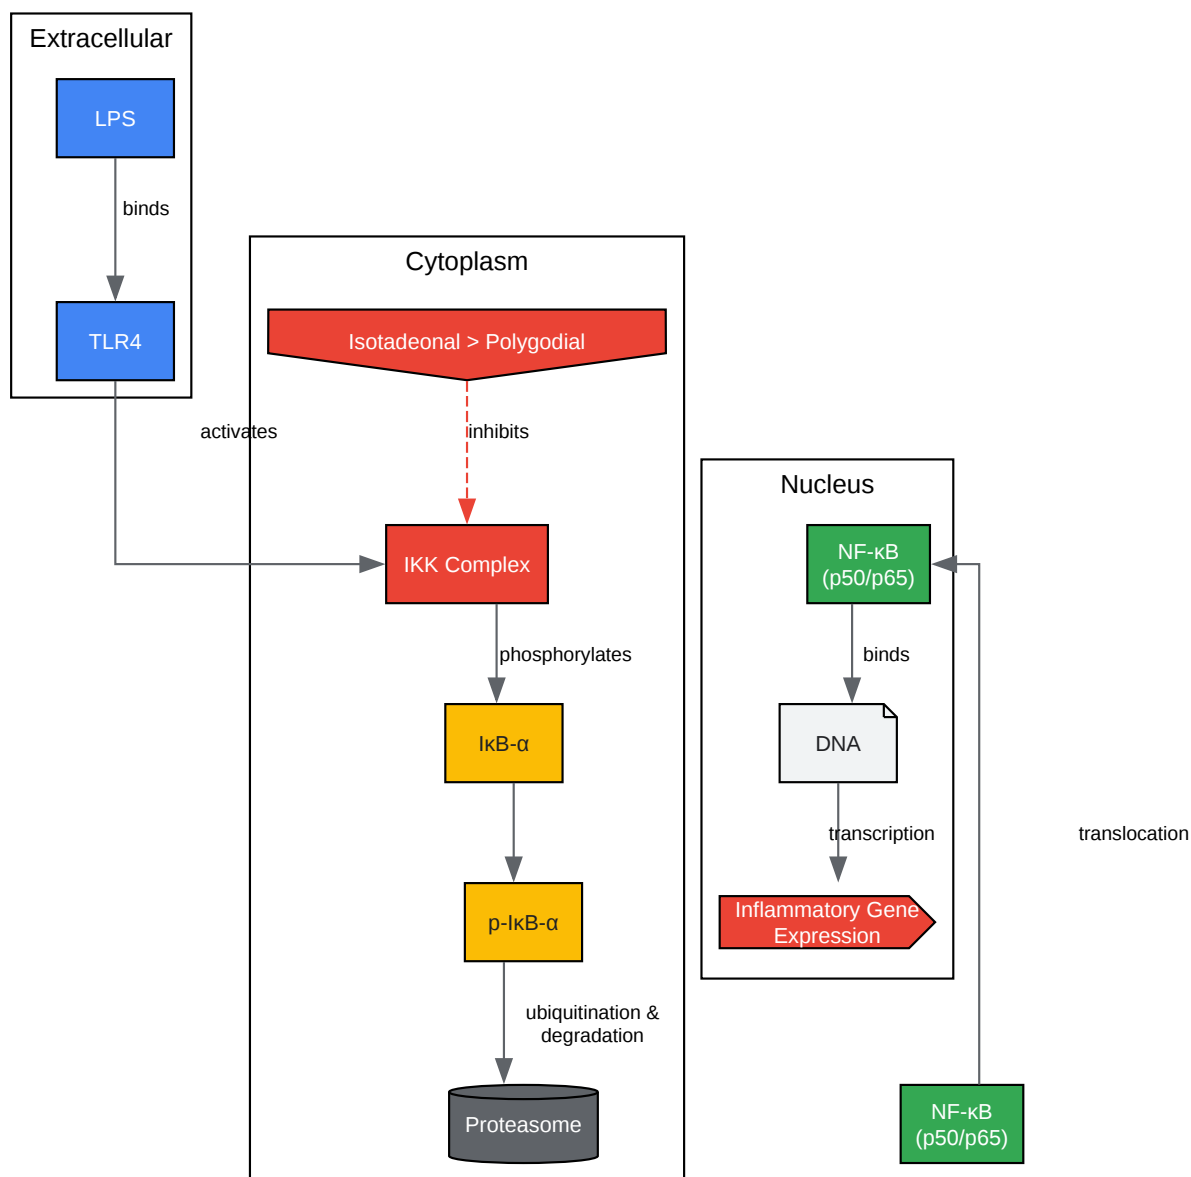 Extracellular
LPS
binds
TLR4
activates
Cytoplasm
Isotadeonal > Polygodial
inhibits
IKK Complex
phosphorylates
IκB-α
p-IκB-α
ubiquitination &
degradation
Proteasome
Nucleus
NF-κB
(p50/p65)
binds
DNA
transcription
Inflammatory Gene
Expression
translocation
NF-κB
(p50/p65)